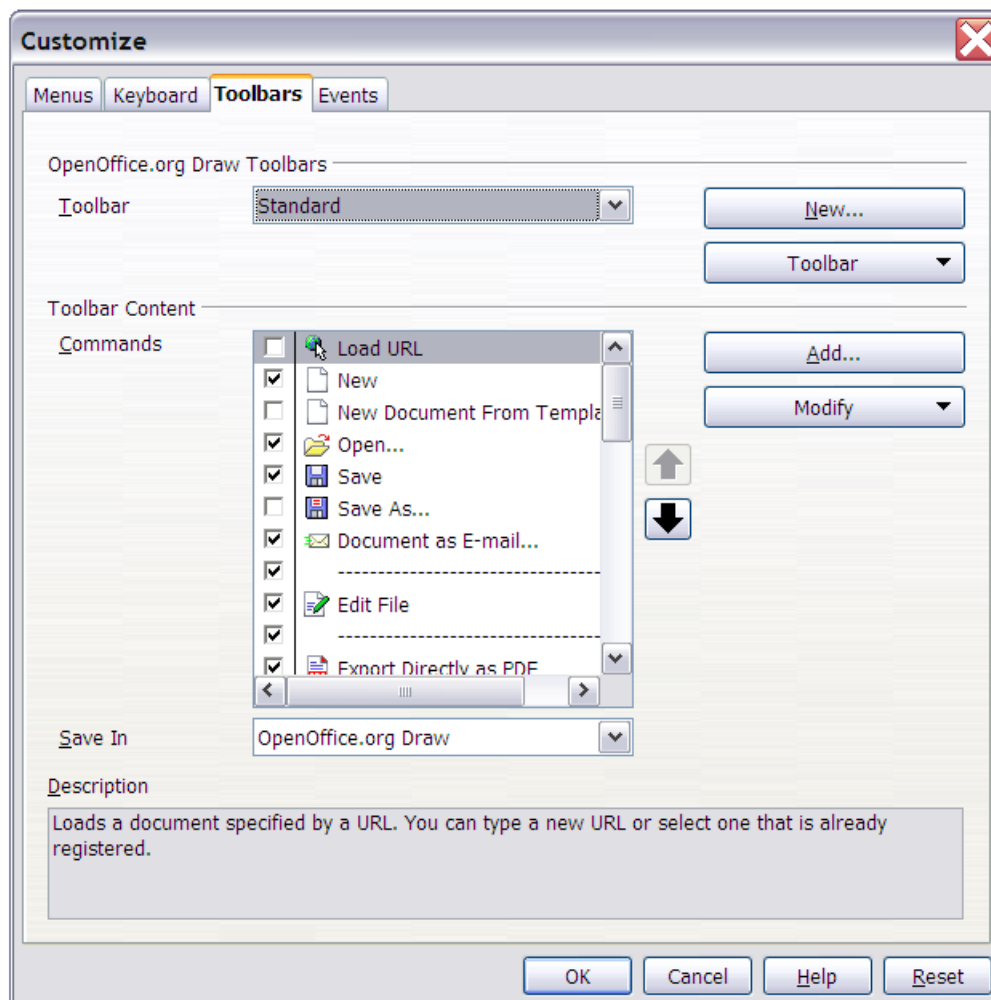 Customize
Menus Keyboard Toolbars Events
OpenOffice.org Draw Toolbars
Toolbar Standard New...
Toolbar
Toolbar Content
Commands Load URL Add...
New
Modify
New Document From Templa
Open...
Save
Save As...
Document as E-mail...
--------------------------------
Edit File
--------------------------------
Export Directly as PDF
Save In OpenOffice.org Draw
Description
Loads a document specified by a URL. You can type a new URL or select one that is already
registered.
OK Cancel Help Reset